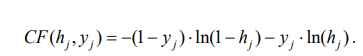 CF(h_j, y_j) = −(1 − y_j) · ln(1 − h_j) − y_j · ln(h_j).